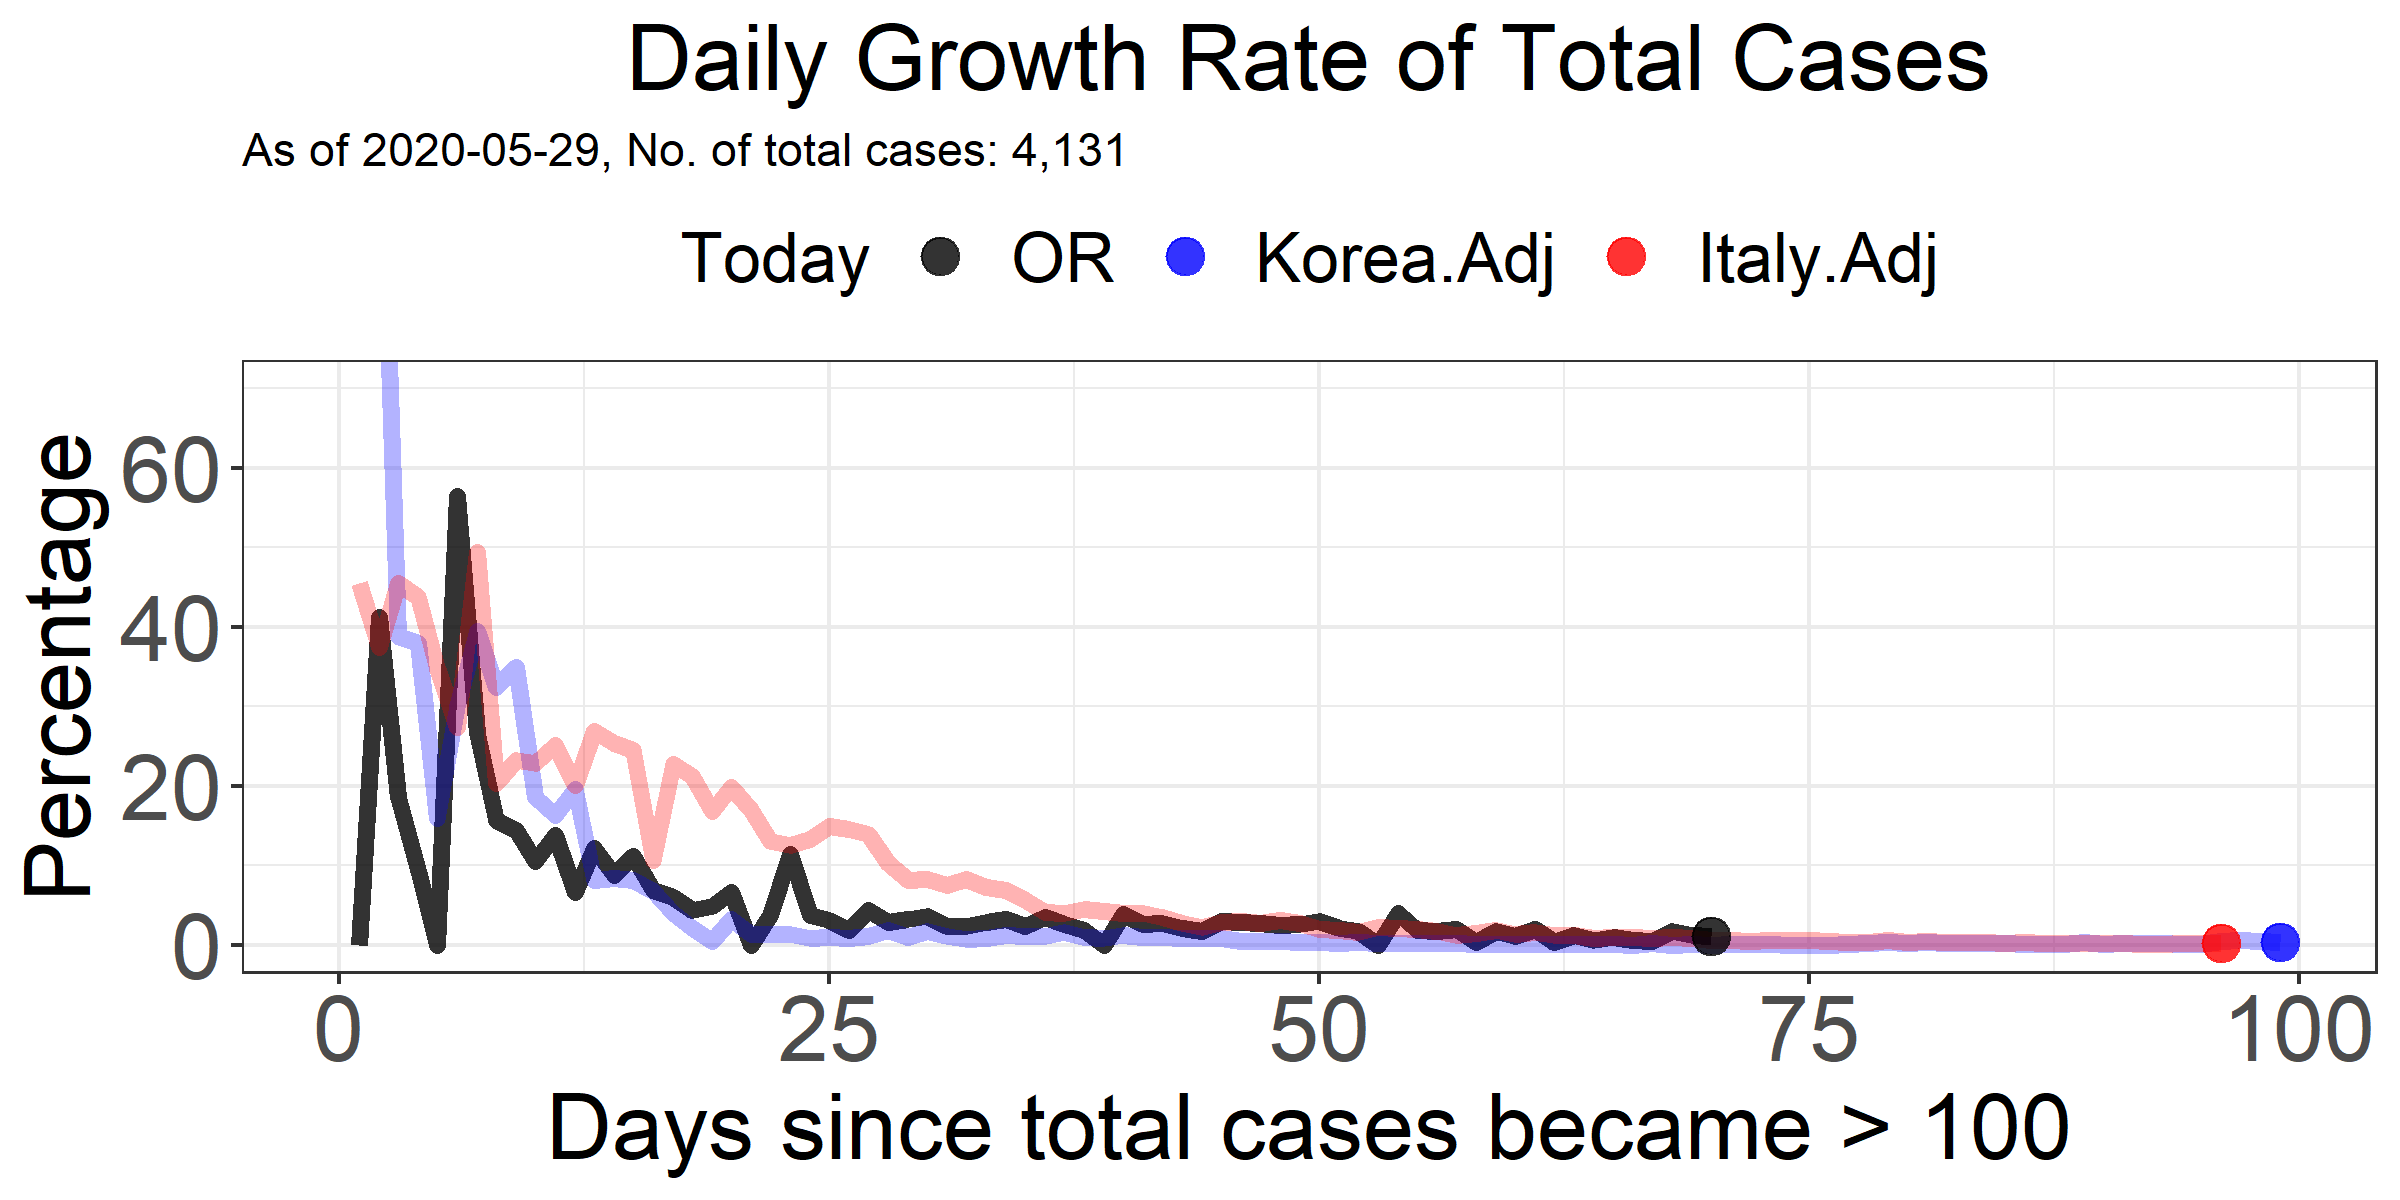 Daily Growth Rate of Total Cases
As of 2020-05-29, No. of total cases: 4,131
Today OR Korea.Adj Italy.Adj
Percentage
60
40
20
0
0 25 50 75 100
Days since total cases became > 100